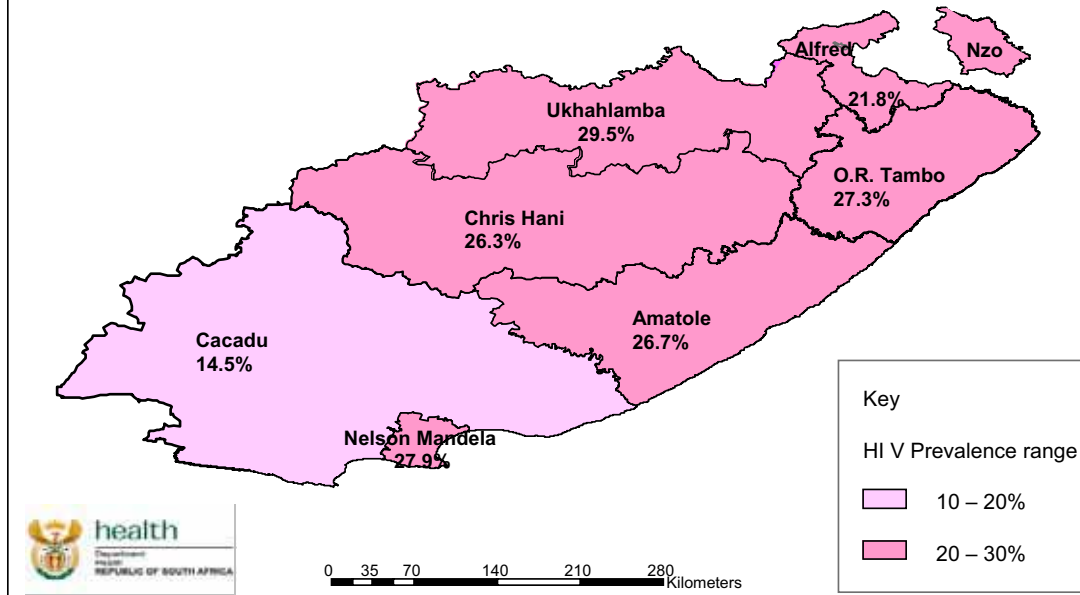 Alfred
Nzo
21.8%
Ukhahlamba
29.5%
O.R. Tambo
27.3%
Chris Hani
26.3%
Amatole
26.7%
Cacadu
14.5%
Nelson Mandela
27.9%
Key
HI V Prevalence range
10 – 20%
20 – 30%
health
Department
Health
REPUBLIC OF SOUTH AFRICA
0 35 70 140 210 280
Kilometers